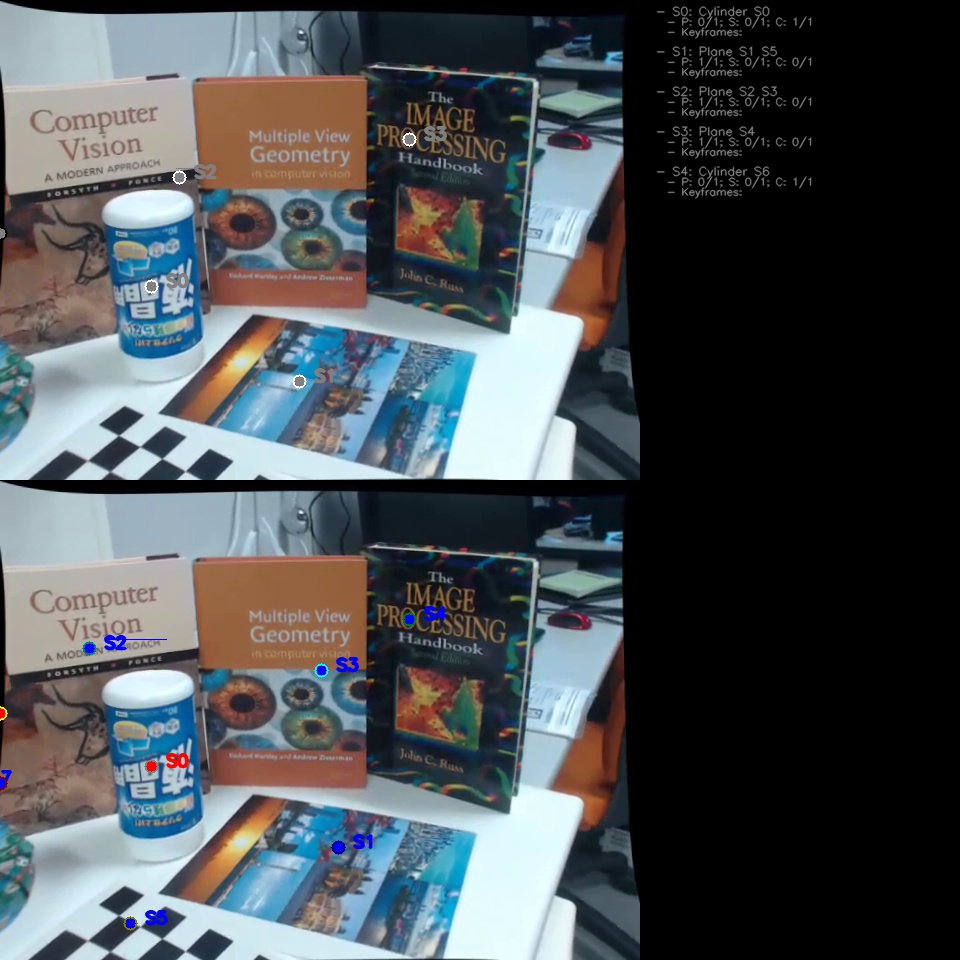 Computer
Vision
A MODERN APPROACH
FORSYTH • PONCE
S2
Multiple View
Geometry
in computer vision
Richard Hartley and Andrew Zisserman
The
IMAGE
PROCESSING
Handbook
Second Edition
John C. Russ
S3
S0
S1
— S0: Cylinder S0
— P: 0/1; S: 0/1; C: 1/1
— Keyframes:
— S1: Plane S1 S5
— P: 1/1; S: 0/1; C: 0/1
— Keyframes:
— S2: Plane S2 S3
— P: 1/1; S: 0/1; C: 0/1
— Keyframes:
— S3: Plane S4
— P: 1/1; S: 0/1; C: 0/1
— Keyframes:
— S4: Cylinder S6
— P: 0/1; S: 0/1; C: 1/1
— Keyframes:
Computer
Vision
A MODERN APPROACH
FORSYTH • PONCE
S2
Multiple View
Geometry
in computer vision
S3
Richard Hartley and Andrew Zisserman
The
IMAGE
PROCESSING
S4
Handbook
Second Edition
John C. Russ
S0
7
S1
S5